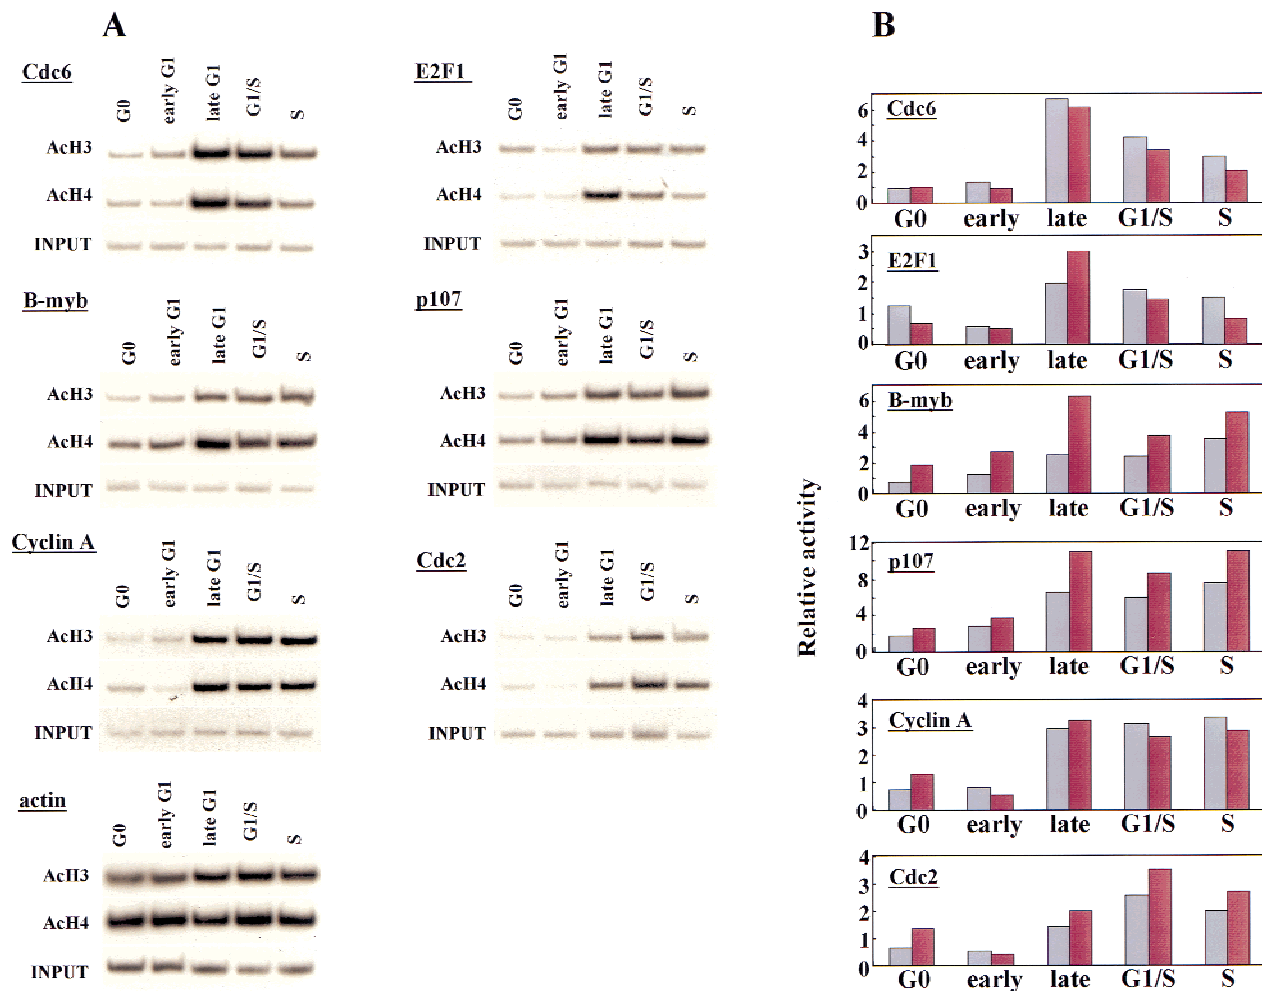 A
Cdc6
G0 early G1 late G1 G1/S S
AcH3
AcH4
INPUT
E2F1
G0 early G1 late G1 G1/S S
AcH3
AcH4
INPUT
B-myb
G0 early G1 late G1 G1/S S
AcH3
AcH4
INPUT
p107
G0 early G1 late G1 G1/S S
AcH3
AcH4
INPUT
Cyclin A
G0 early G1 late G1 G1/S S
AcH3
AcH4
INPUT
Cdc2
G0 early G1 late G1 G1/S S
AcH3
AcH4
INPUT
actin
G0 early G1 late G1 G1/S S
AcH3
AcH4
INPUT
B
Relative activity
Cdc6
6
4
2
0
G0 early late G1/S S
E2F1
3
2
1
0
G0 early late G1/S S
B-myb
6
4
2
0
G0 early late G1/S S
p107
12
8
4
0
G0 early late G1/S S
Cyclin A
4
3
2
1
0
G0 early late G1/S S
Cdc2
4
3
2
1
0
G0 early late G1/S S